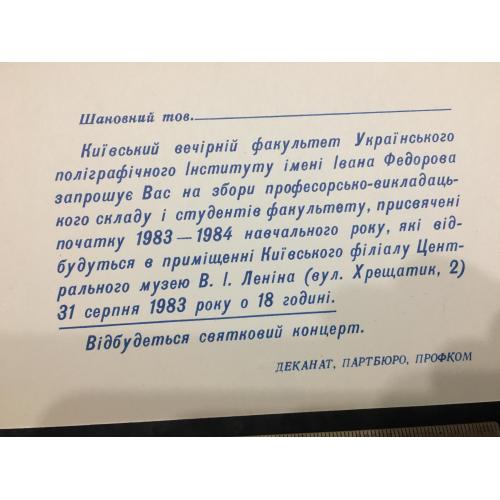 Шановний тов.
Київський вечірній факультет Українського
поліграфічного Інституту імені Івана Федорова
запрошує Вас на збори професорсько-викладаць-
кого складу і студентів факультету, присвячені
початку 1983—1984 навчального року, які від-
будуться в приміщенні Київського філіалу Цент-
рального музею В. І. Леніна (вул. Хрещатик, 2)
31 серпня 1983 року о 18 годині.
Відбудеться святковий концерт.
ДЕКАНАТ, ПАРТБЮРО, ПРОФКОМ